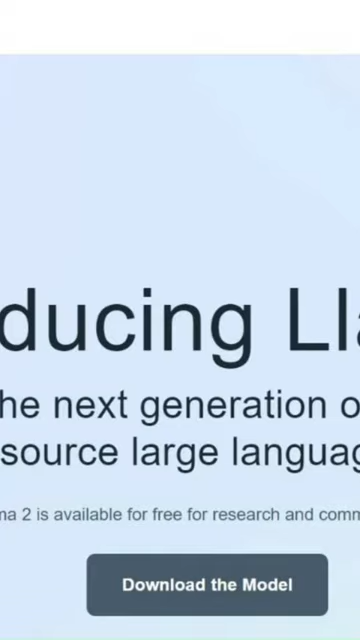 ducing Lla
he next generation o
source large languag
ma 2 is available for free for research and comm
Download the Model